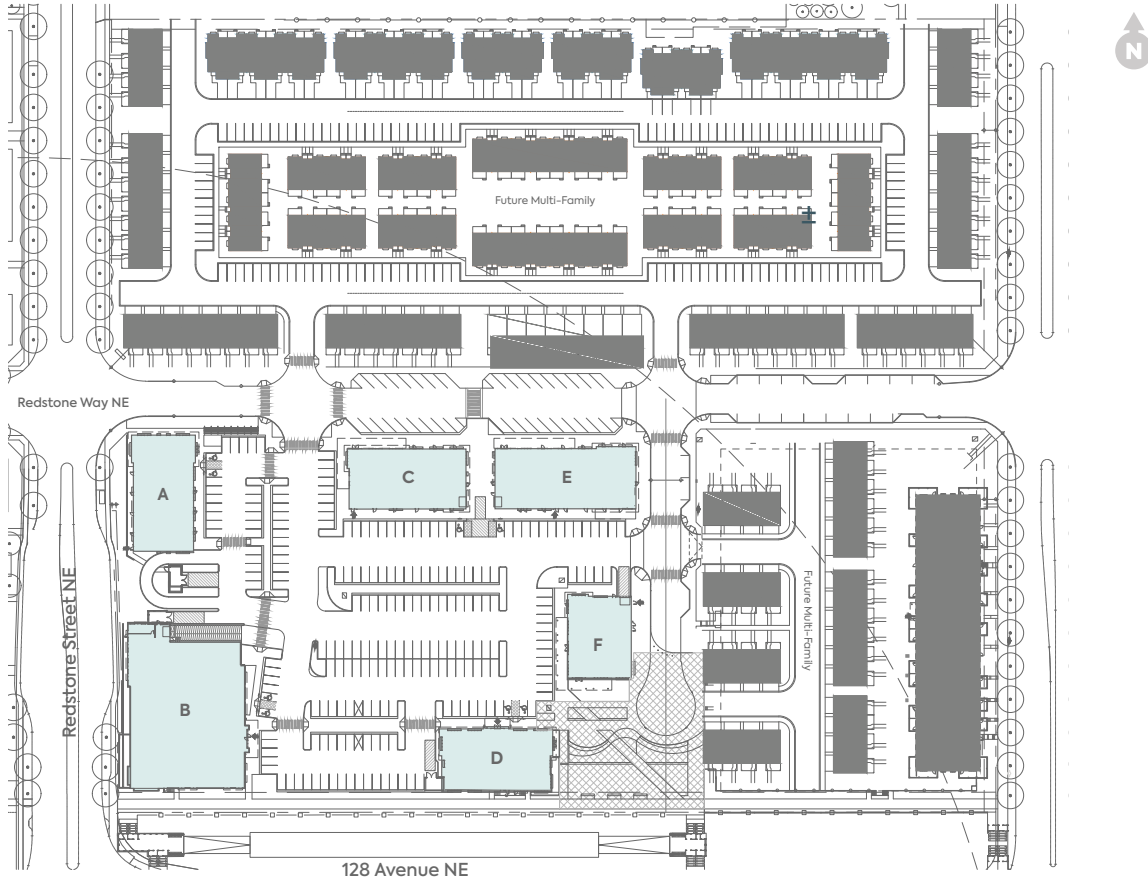 N
Future Multi-Family
Redstone Way NE
A
C
E
Redstone Street NE
Future Multi-Family
F
B
D
128 Avenue NE